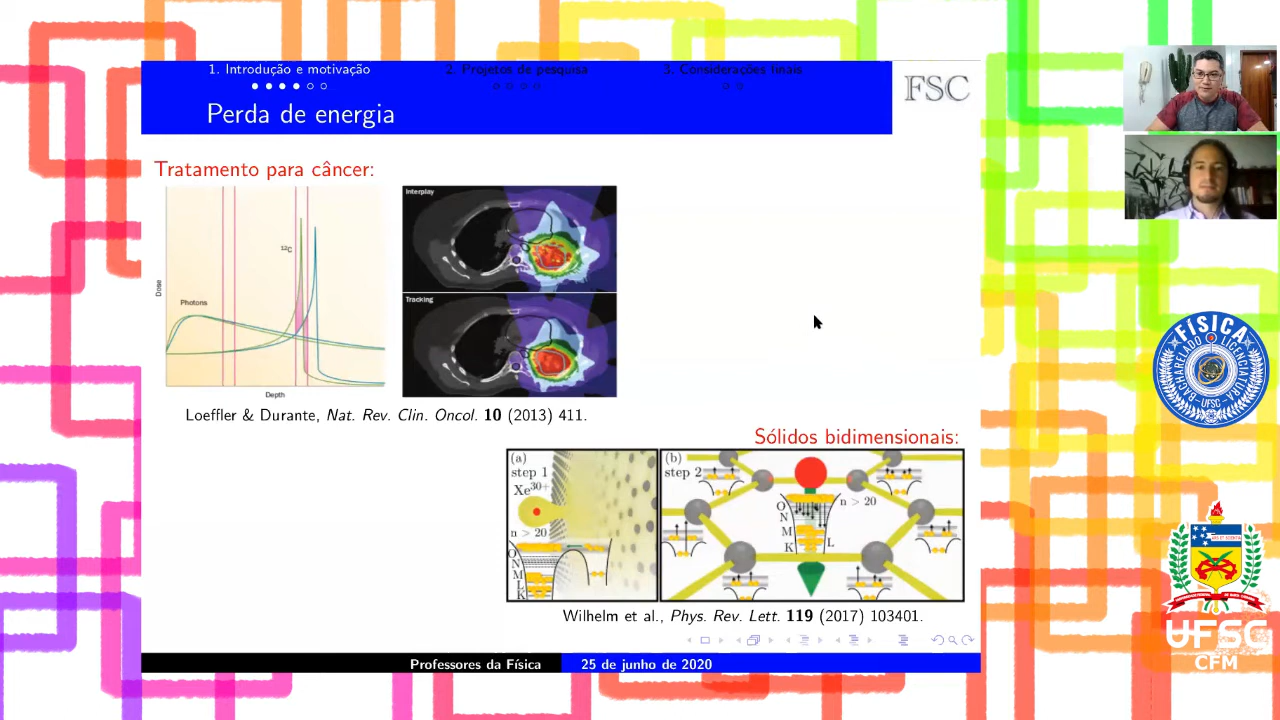 1. Introdução e motivação
2. Projetos de pesquisa
3. Considerações finais
FSC
Perda de energia
Tratamento para câncer:
Dose
Photons
12C
Depth
Interplay
Tracking
Loeffler & Durante, Nat. Rev. Clin. Oncol. 10 (2013) 411.
Sólidos bidimensionais:
(a)
step 1
Xe30+
n > 20
O
N
M
L
K
(b)
step 2
n > 20
O
N
M
K
L
Wilhelm et al., Phys. Rev. Lett. 119 (2017) 103401.
Professores da Física
25 de junho de 2020
FÍSICA
BACHARELADO
LICENCIATURA
UFSC
UFSC
CFM